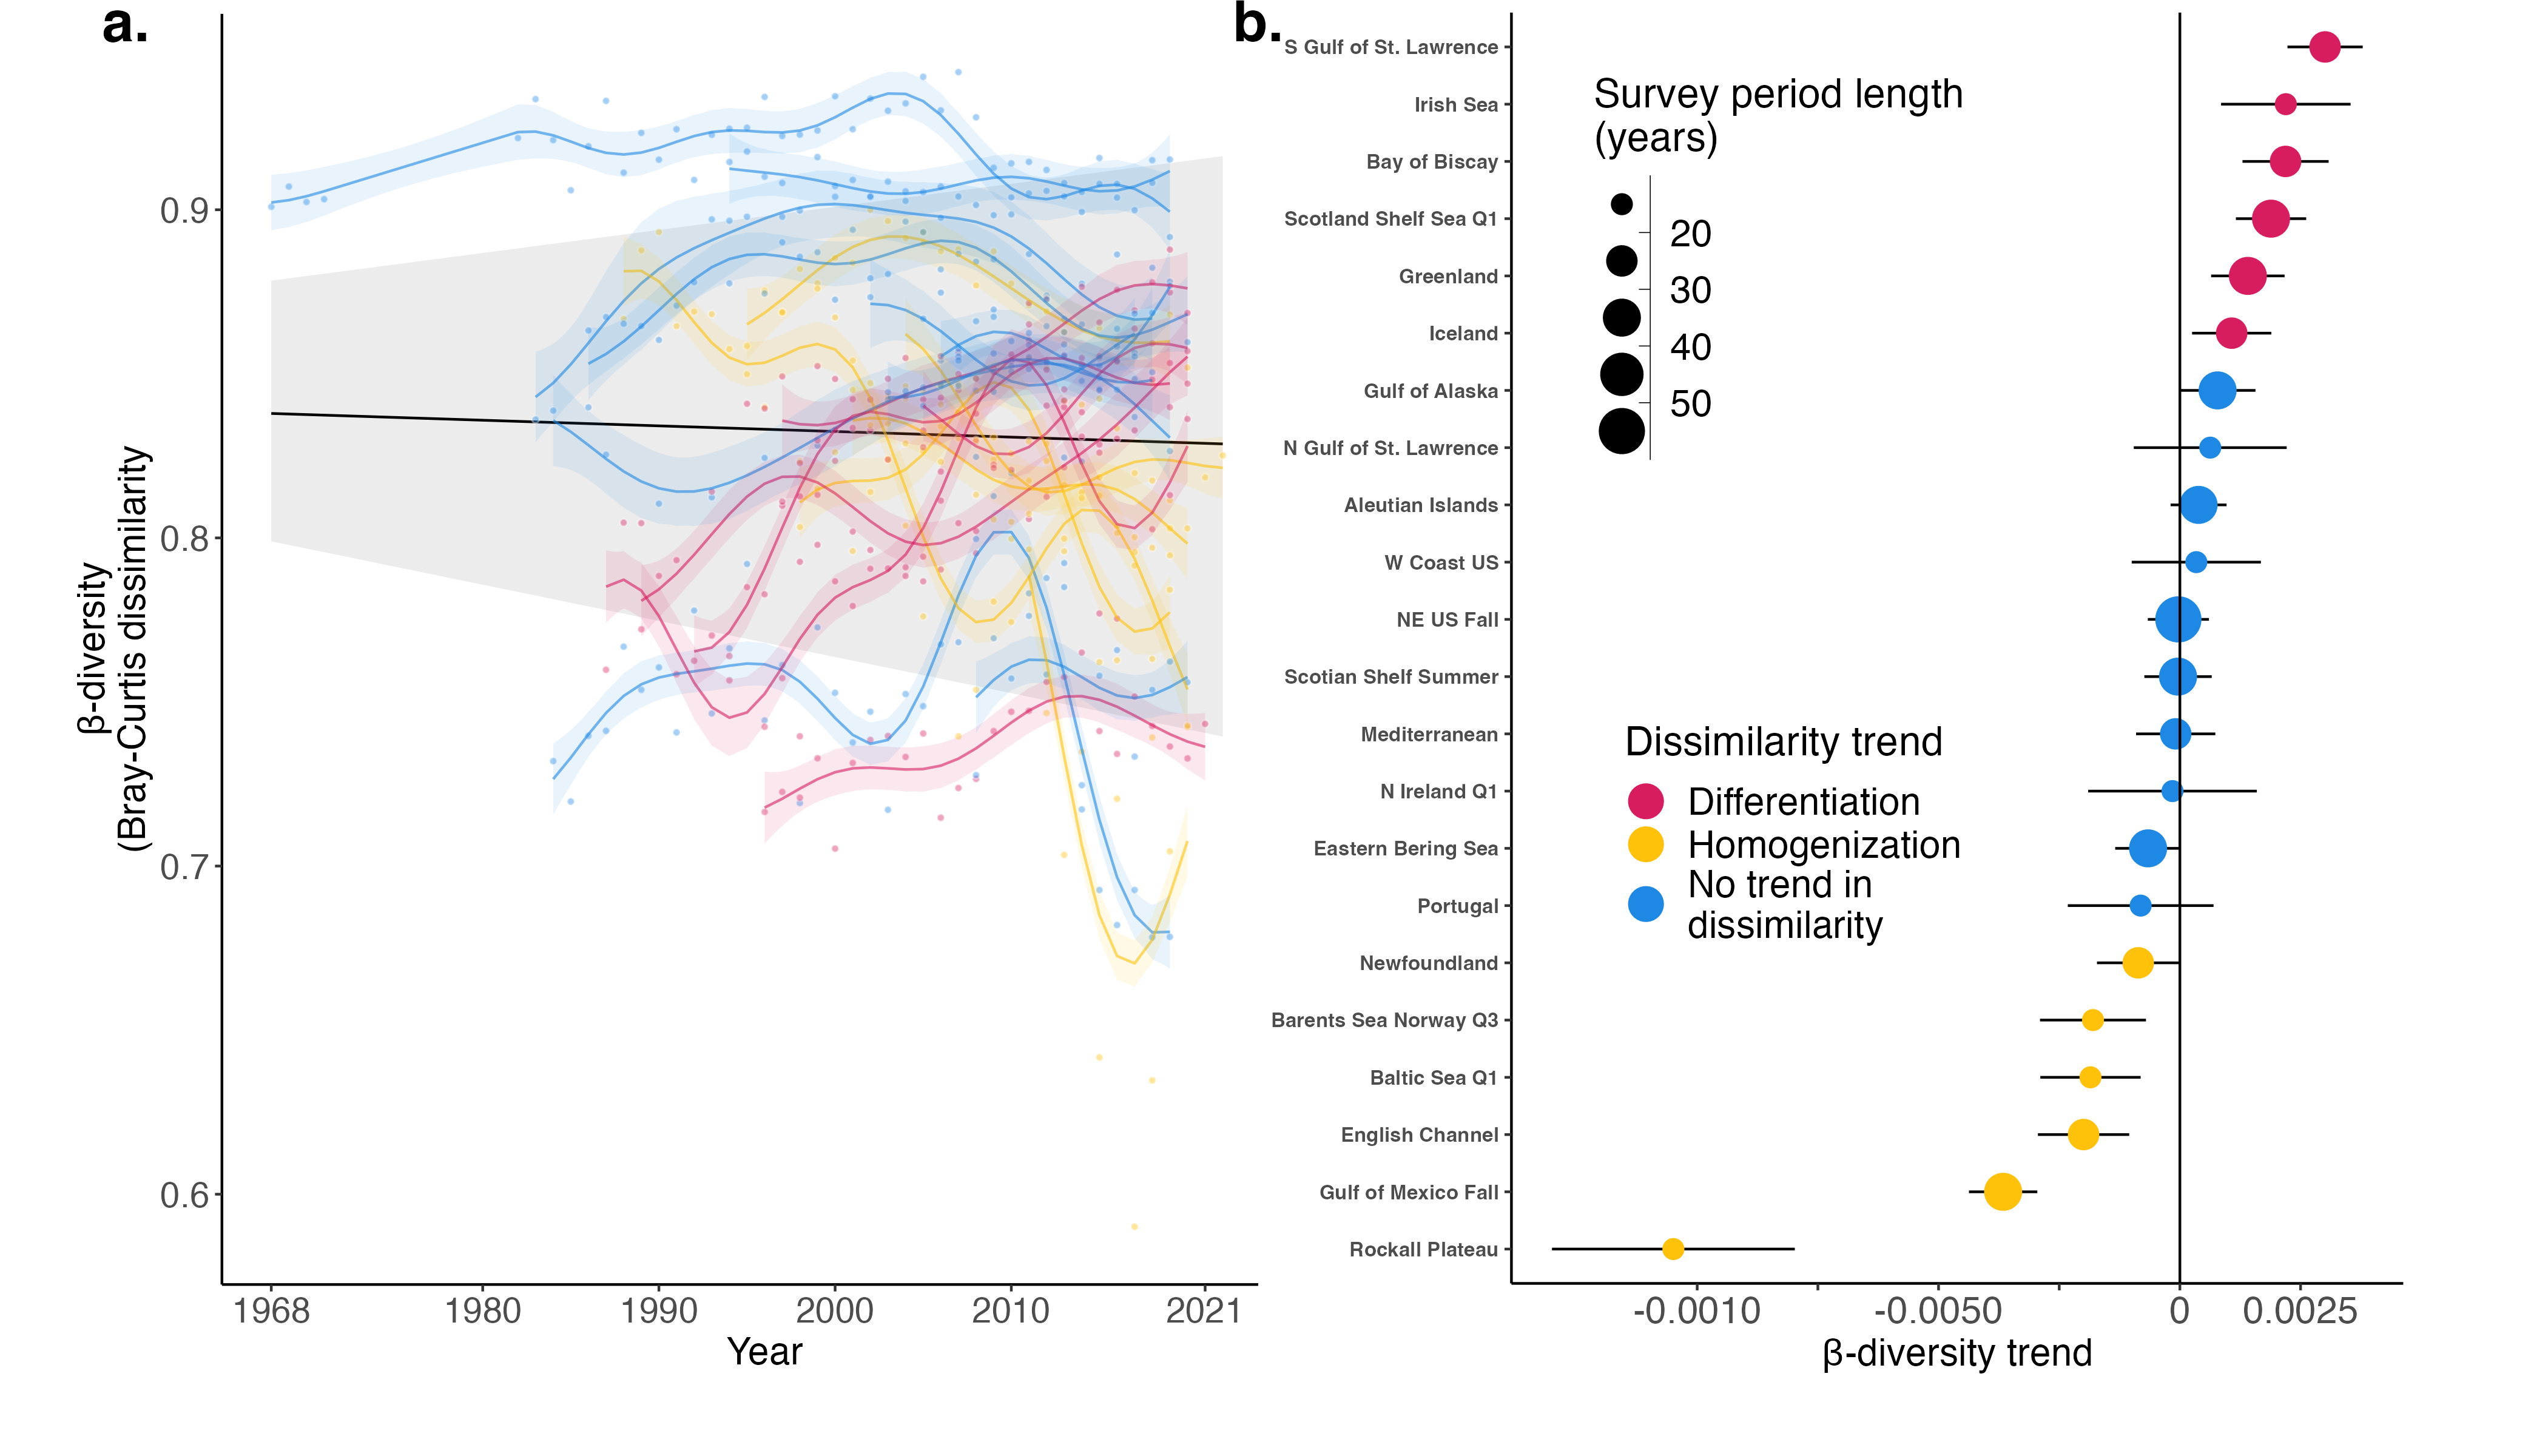 a.
β-diversity
(Bray-Curtis dissimilarity
0.9
0.8
0.7
0.6
1968
1980
1990
2000
2010
2021
Year
b.
S Gulf of St. Lawrence
Irish Sea
Bay of Biscay
Scotland Shelf Sea Q1
Greenland
Iceland
Gulf of Alaska
N Gulf of St. Lawrence
Aleutian Islands
W Coast US
NE US Fall
Scotian Shelf Summer
Mediterranean
N Ireland Q1
Eastern Bering Sea
Portugal
Newfoundland
Barents Sea Norway Q3
Baltic Sea Q1
English Channel
Gulf of Mexico Fall
Rockall Plateau
Survey period length
(years)
20
30
40
50
Dissimilarity trend
Differentiation
Homogenization
No trend in
dissimilarity
-0.0010
-0.0050
0
0.0025
β-diversity trend